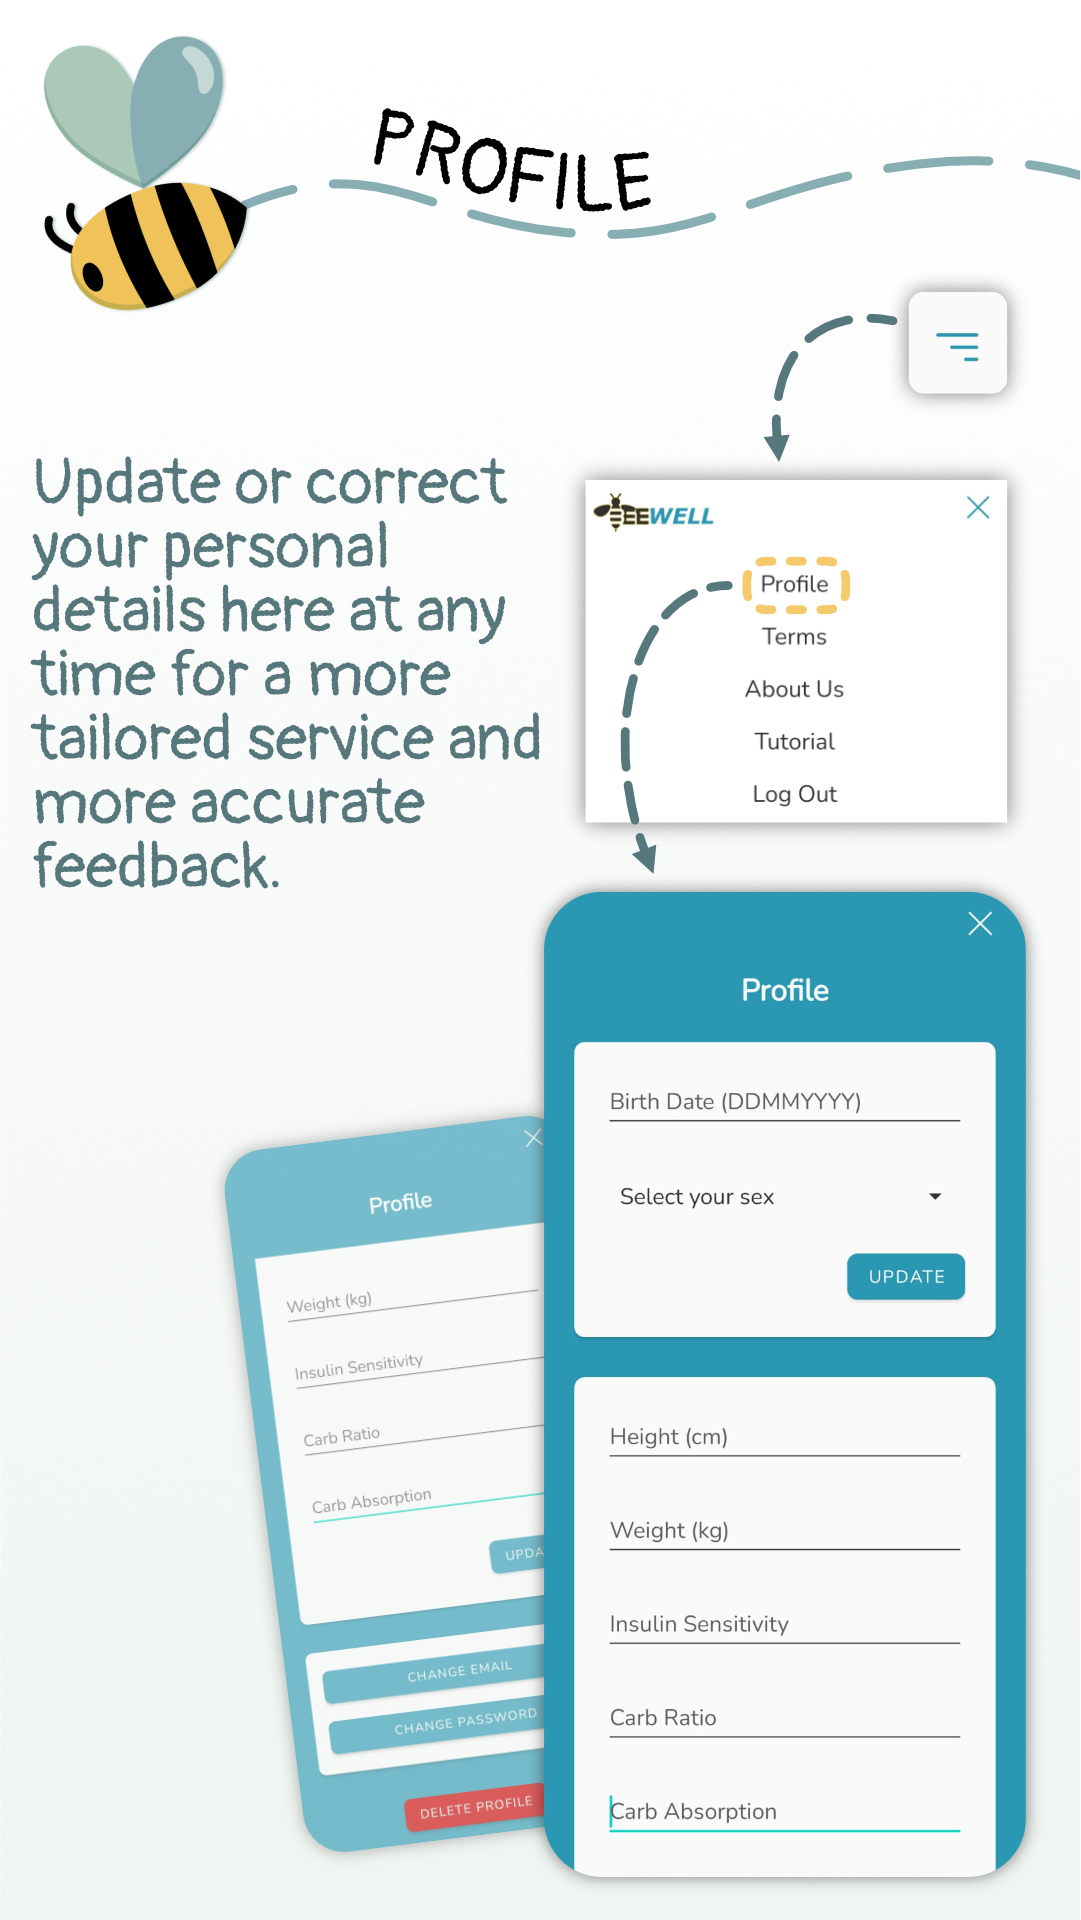 PROFILE
Update or correct
your personal
details here at any
time for a more
tailored service and
more accurate
feedback.
EEWELL
Profile
Terms
About Us
Tutorial
Log Out
Profile
Birth Date (DDMMYYYY)
Select your sex
UPDATE
Height (cm)
Weight (kg)
Insulin Sensitivity
Carb Ratio
Carb Absorption
Profile
Weight (kg)
Insulin Sensitivity
Carb Ratio
Carb Absorption
UPDA
CHANGE EMAIL
CHANGE PASSWORD
DELETE PROFILE